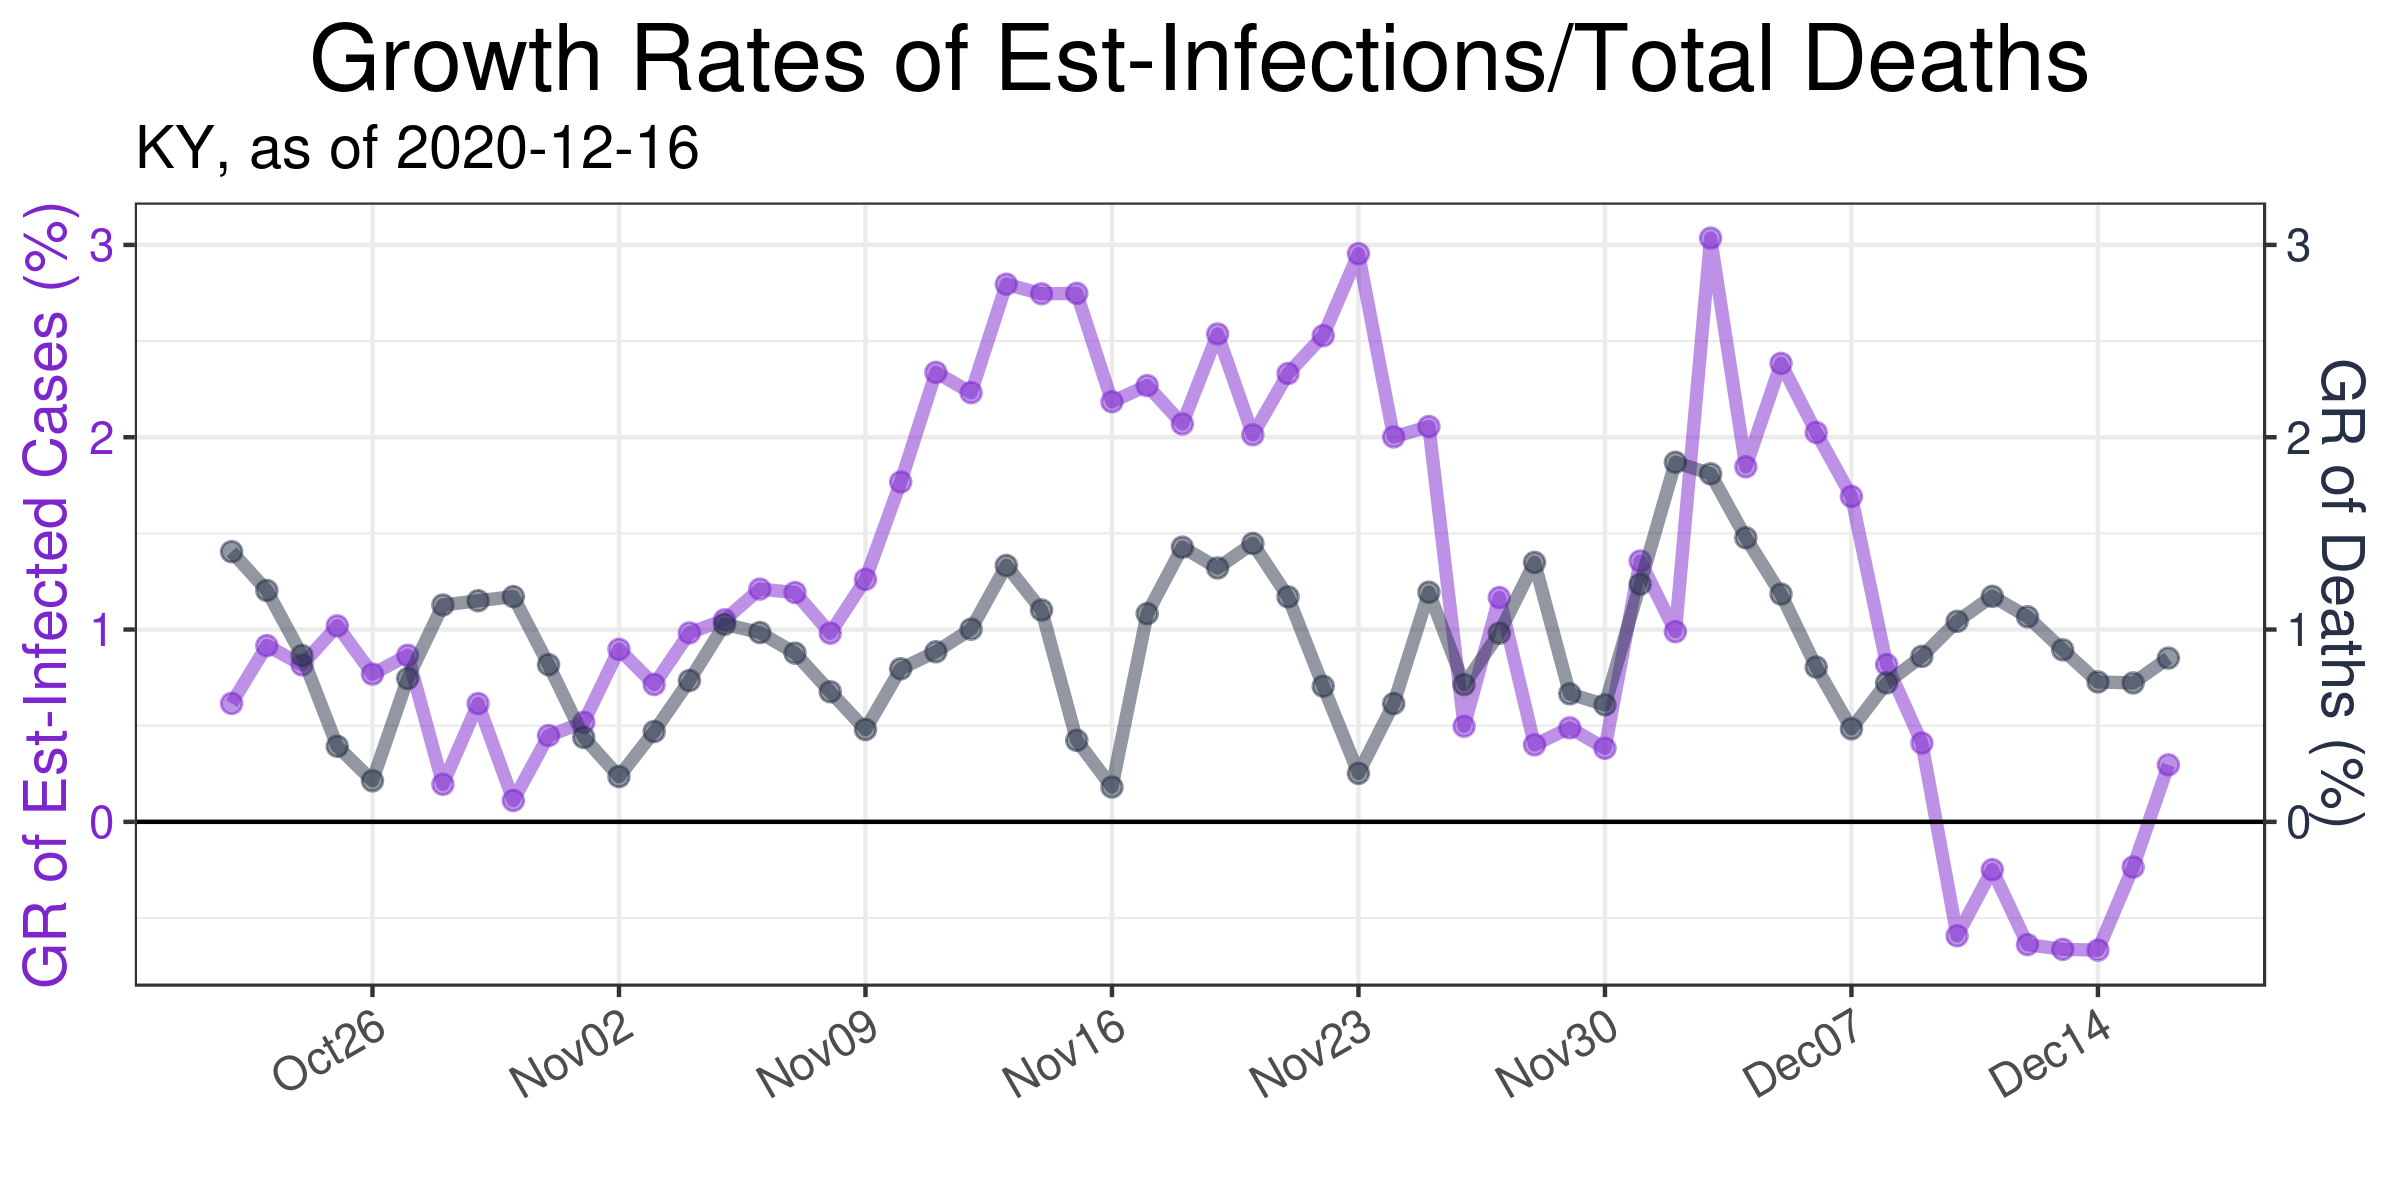 Growth Rates of Est-Infections/Total Deaths
KY, as of 2020-12-16
GR of Est-Infected Cases (%)
3
2
1
0
3
2
1
0
GR of Deaths (%)
Oct26
Nov02
Nov09
Nov16
Nov23
Nov30
Dec07
Dec14